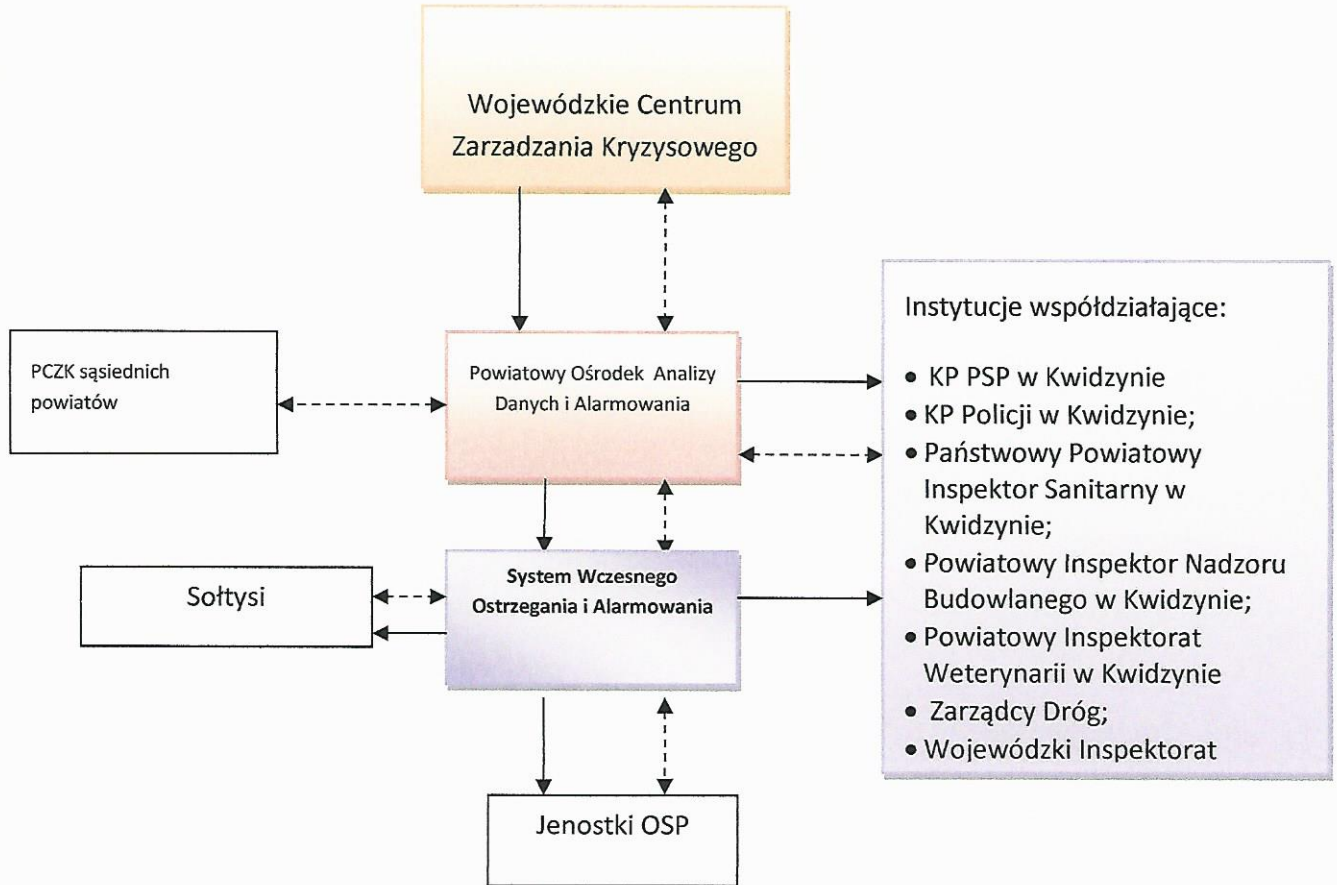 Wojewódzkie Centrum
Zarzadzania Kryzysowego
PCZK sąsiednich
powiatów
Powiatowy Ośrodek Analizy
Danych i Alarmowania
Instytucje współdziałające:
• KP PSP w Kwidzynie
• KP Policji w Kwidzynie;
• Państwowy Powiatowy
Inspektor Sanitarny w
Kwidzynie;
• Powiatowy Inspektor Nadzoru
Budowlanego w Kwidzynie;
• Powiatowy Inspektorat
Weterynarii w Kwidzynie
• Zarządcy Dróg;
• Wojewódzki Inspektorat
Sołtysi
System Wczesnego
Ostrzegania i Alarmowania
Jenostki OSP